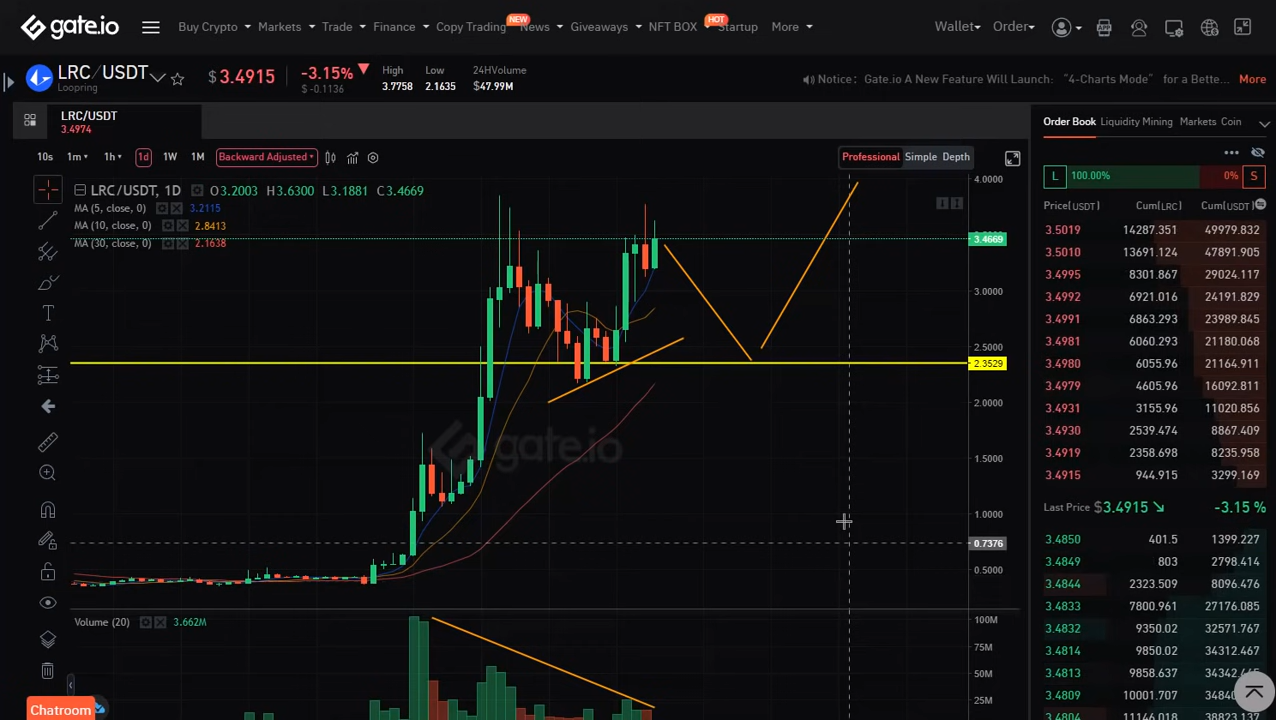 gate.io
Buy Crypto Markets Trade Finance Copy Trading NEW News Giveaways NFT BOX HOT Startup More Wallet Order
LRC/USDT
Loopring
$3.4915
-3.15%
$ -0.1136
High
3.7758
Low
2.1635
24HVolume
$47.99M
Notice: Gate.io A New Feature Will Launch: “4-Charts Mode” for a Bette... More
LRC/USDT
3.4974
10s 1m 1h 1d 1W 1M Backward Adjusted
Professional Simple Depth
LRC/USDT, 1D O3.2003 H3.6300 L3.1881 C3.4669
MA (5, close, 0) 3.2115
MA (10, close, 0) 2.8413
MA (30, close, 0) 2.1638
4.0000
3.4669
3.0000
2.5000
2.3529
2.0000
1.5000
1.0000
0.7376
0.5000
gate.io
Volume (20) 3.662M
100M
75M
50M
25M
Chatroom
Order Book Liquidity Mining Markets Coin
L 100.00% 0% S
Price(USDT) Cum(LRC) Cum(USDT)
3.5019 14287.351 49979.832
3.5010 13691.124 47891.905
3.4995 8301.867 29024.118
3.4992 6921.016 24191.829
3.4991 6863.293 23989.845
3.4981 6060.293 21180.068
3.4980 6055.96 21164.911
3.4979 4605.96 16092.811
3.4931 3155.96 11020.856
3.4930 2539.474 8867.409
3.4919 2358.698 8235.958
3.4915 944.915 3299.169
Last Price $3.4915 -3.15 %
3.4850 401.5 1399.227
3.4849 803 2798.414
3.4844 2323.509 8096.476
3.4833 7800.961 27176.085
3.4832 9350.02 32571.767
3.4814 9850.02 34312.467
3.4810 9858.637
3.4809 10001.707
3.4808 11146.018 38823.137